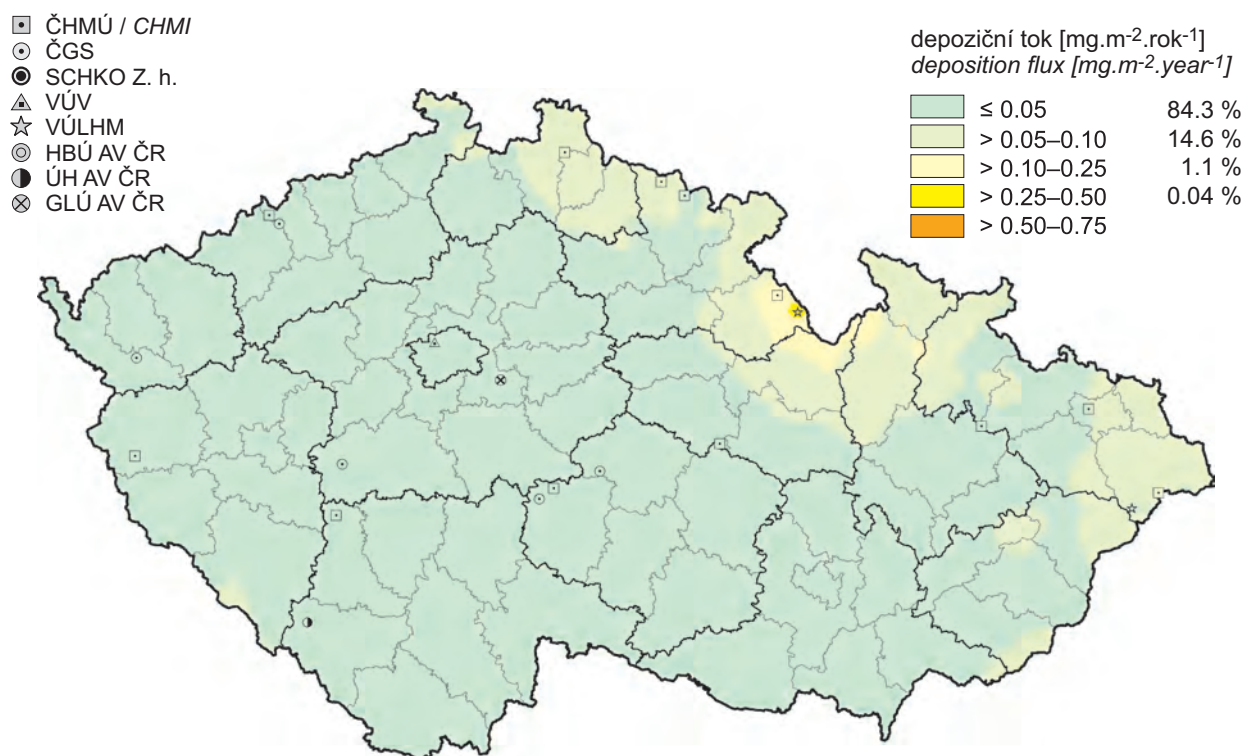 ČHMÚ / CHMI
ČGS
SCHKO Z. h.
VÚV
VÚLHM
HBÚ AV ČR
ÚH AV ČR
GLÚ AV ČR
depoziční tok [mg.m-2.rok-1]
deposition flux [mg.m-2.year-1]
≤ 0.05 84.3 %
> 0.05–0.10 14.6 %
> 0.10–0.25 1.1 %
> 0.25–0.50 0.04 %
> 0.50–0.75